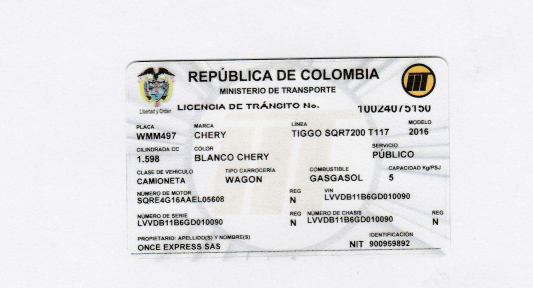 REPÚBLICA DE COLOMBIA
MINISTERIO DE TRANSPORTE
Libertad y Orden
LICENCIA DE TRÁNSITO No. 10024075150
PLACA MARCA LÍNEA MODELO
WMM497 CHERY TIGGO SQR7200 T117 2016
CILINDRADA CC COLOR SERVICIO
1.598 BLANCO CHERY PÚBLICO
CLASE DE VEHÍCULO TIPO CARROCERÍA COMBUSTIBLE CAPACIDAD Kg/PSJ
CAMIONETA WAGON GASGASOL 5
NÚMERO DE MOTOR REG VIN
SQRE4G16AAEL05608 N LVVDB11B6GD010090
NÚMERO DE SERIE REG NÚMERO DE CHASIS REG
LVVDB11B6GD010090 N LVVDB11B6GD010090 N
PROPIETARIO: APELLIDO(S) Y NOMBRE(S) IDENTIFICACIÓN
ONCE EXPRESS SAS NIT 900959892